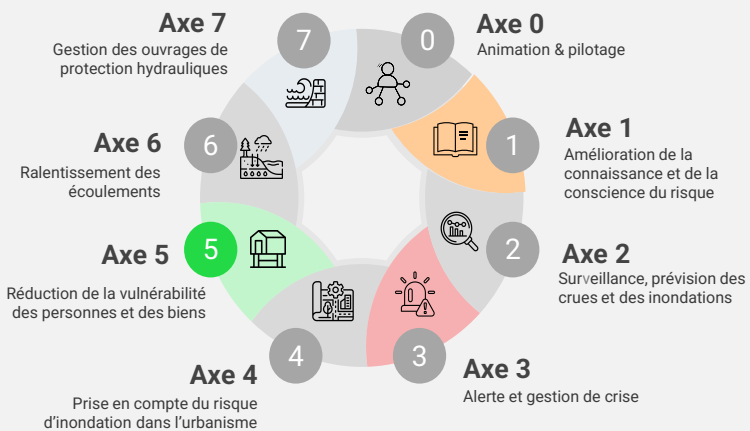 Axe 0
Animation & pilotage
0
Axe 1
Amélioration de la
connaissance et de la
conscience du risque
1
Axe 2
Surveillance, prévision des
crues et des inondations
2
Axe 3
Alerte et gestion de crise
3
Axe 4
Prise en compte du risque
d'inondation dans l'urbanisme
4
Axe 5
Réduction de la vulnérabilité
des personnes et des biens
5
Axe 6
Ralentissement des
écoulements
6
Axe 7
Gestion des ouvrages de
protection hydrauliques
7